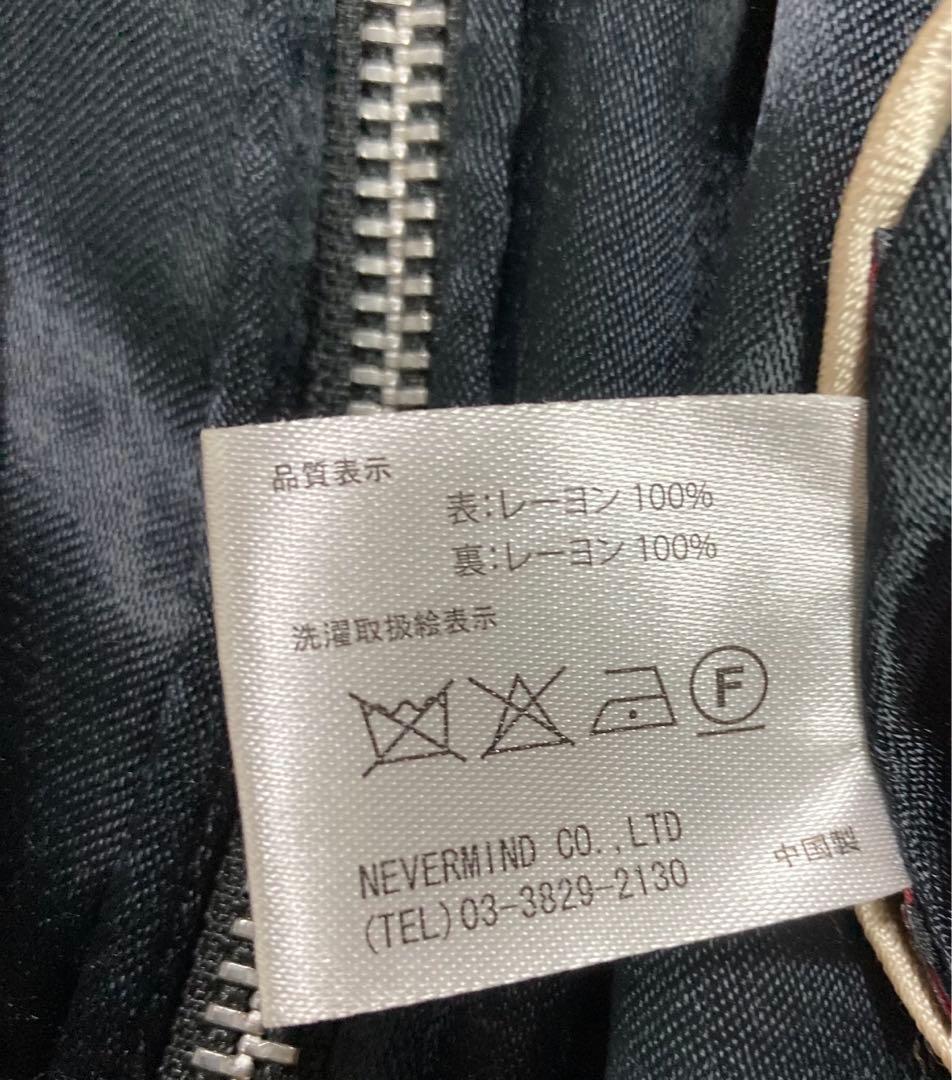 品質表示
表:レーヨン 100%
裏:レーヨン 100%
洗濯取扱絵表示
F
NEVERMIND CO.,LTD
(TEL)03-3829-2130
中国製